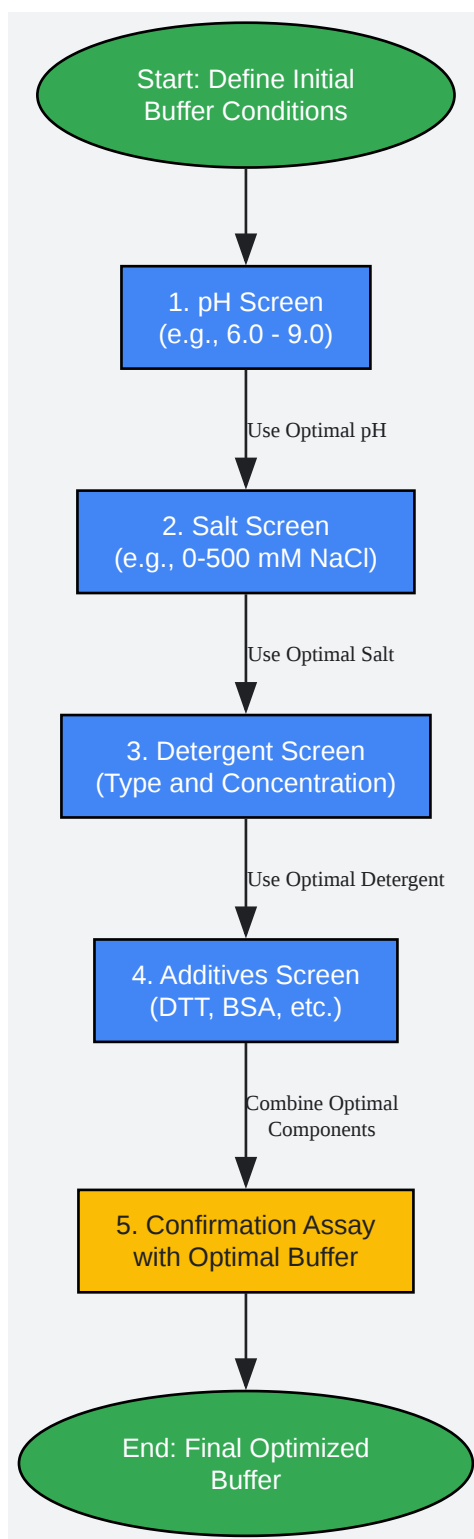 Start: Define Initial
Buffer Conditions
1. pH Screen
(e.g., 6.0 - 9.0)
Use Optimal pH
2. Salt Screen
(e.g., 0-500 mM NaCl)
Use Optimal Salt
3. Detergent Screen
(Type and Concentration)
Use Optimal Detergent
4. Additives Screen
(DTT, BSA, etc.)
Combine Optimal
Components
5. Confirmation Assay
with Optimal Buffer
End: Final Optimized
Buffer